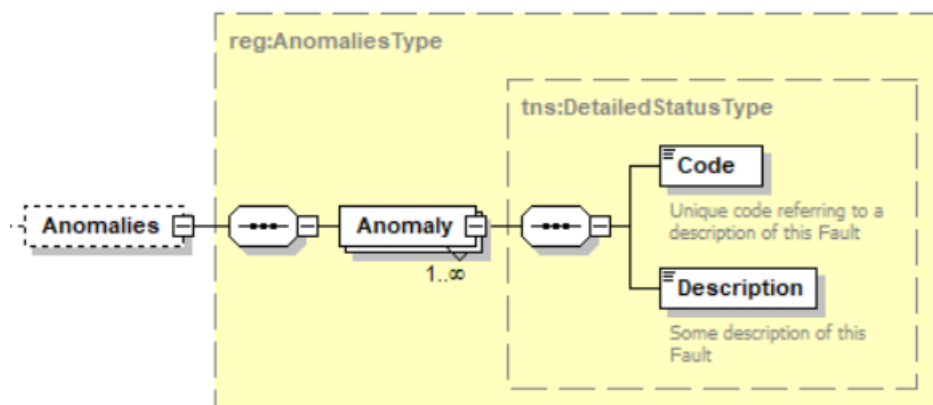 reg:AnomaliesType
tns:DetailedStatusType
Code
Unique code referring to a
description of this Fault
Anomalies
Anomaly
1..∞
Description
Some description of this
Fault